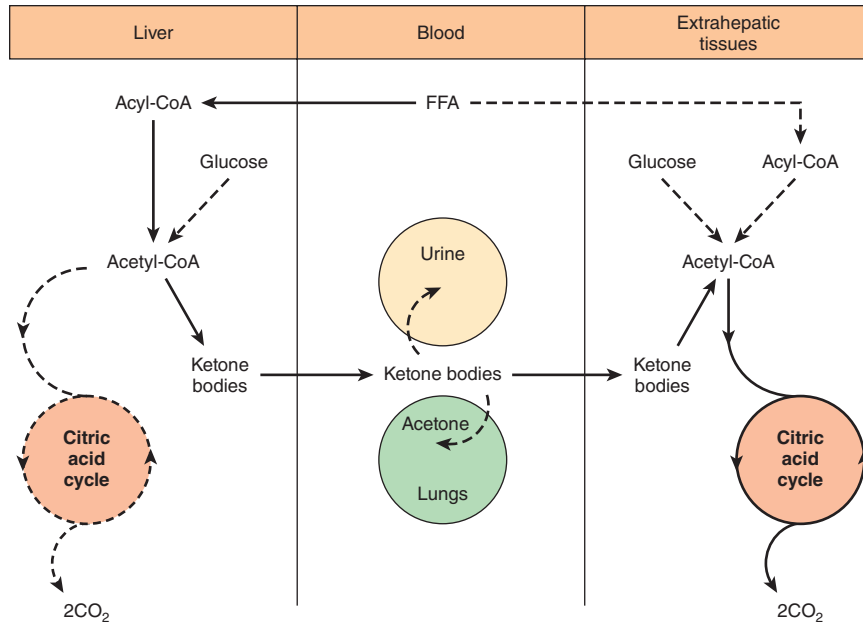 Liver
Blood
Extrahepatic
tissues
Acyl-CoA
FFA
Glucose
Glucose
Acyl-CoA
Acetyl-CoA
Urine
Acetyl-CoA
Ketone
bodies
Ketone bodies
Ketone
bodies
Citric
acid
cycle
Acetone
Lungs
Citric
acid
cycle
2CO₂
2CO₂